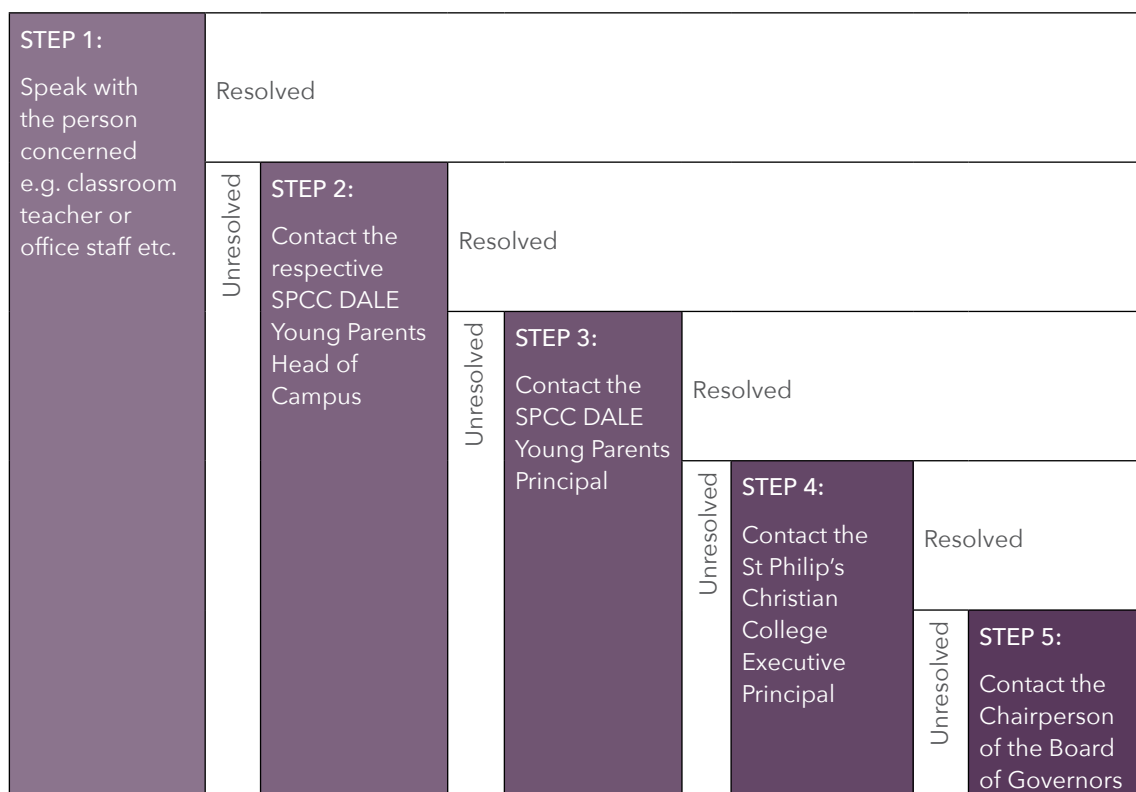 STEP 1:
Speak with
the person
concerned
e.g. classroom
teacher or
office staff etc.
Resolved
Unresolved
STEP 2:
Contact the
respective
SPCC DALE
Young Parents
Head of
Campus
Resolved
Unresolved
STEP 3:
Contact the
SPCC DALE
Young Parents
Principal
Resolved
Unresolved
STEP 4:
Contact the
St Philip’s
Christian
College
Executive
Principal
Resolved
Unresolved
STEP 5:
Contact the
Chairperson
of the Board
of Governors